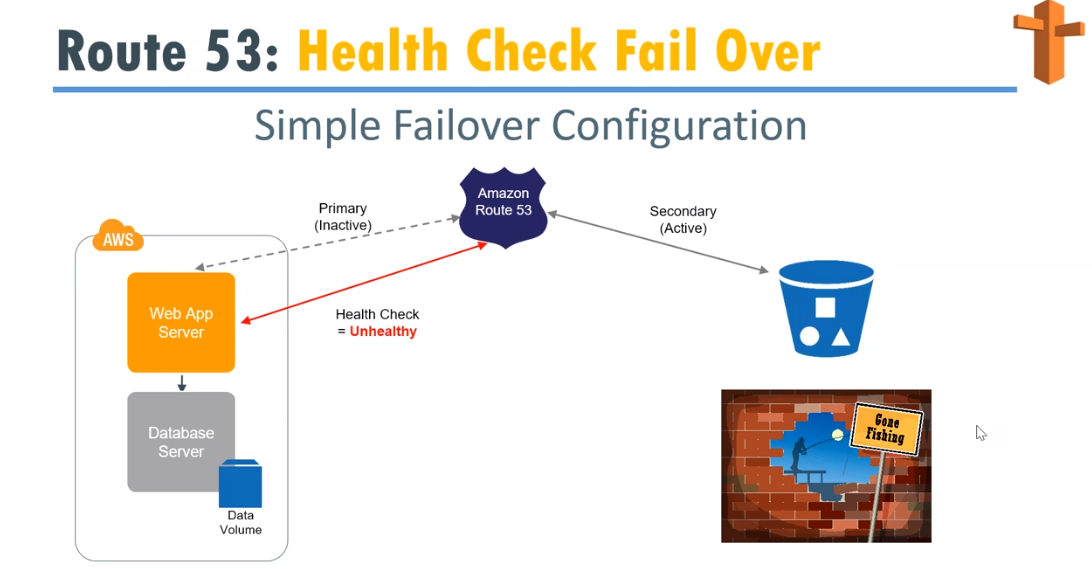 Route 53: Health Check Fail Over
Simple Failover Configuration
Amazon
Route 53
Primary
(Inactive)
Secondary
(Active)
AWS
Web App
Server
Health Check
= Unhealthy
Database
Server
Data
Volume
Gone
Fishing